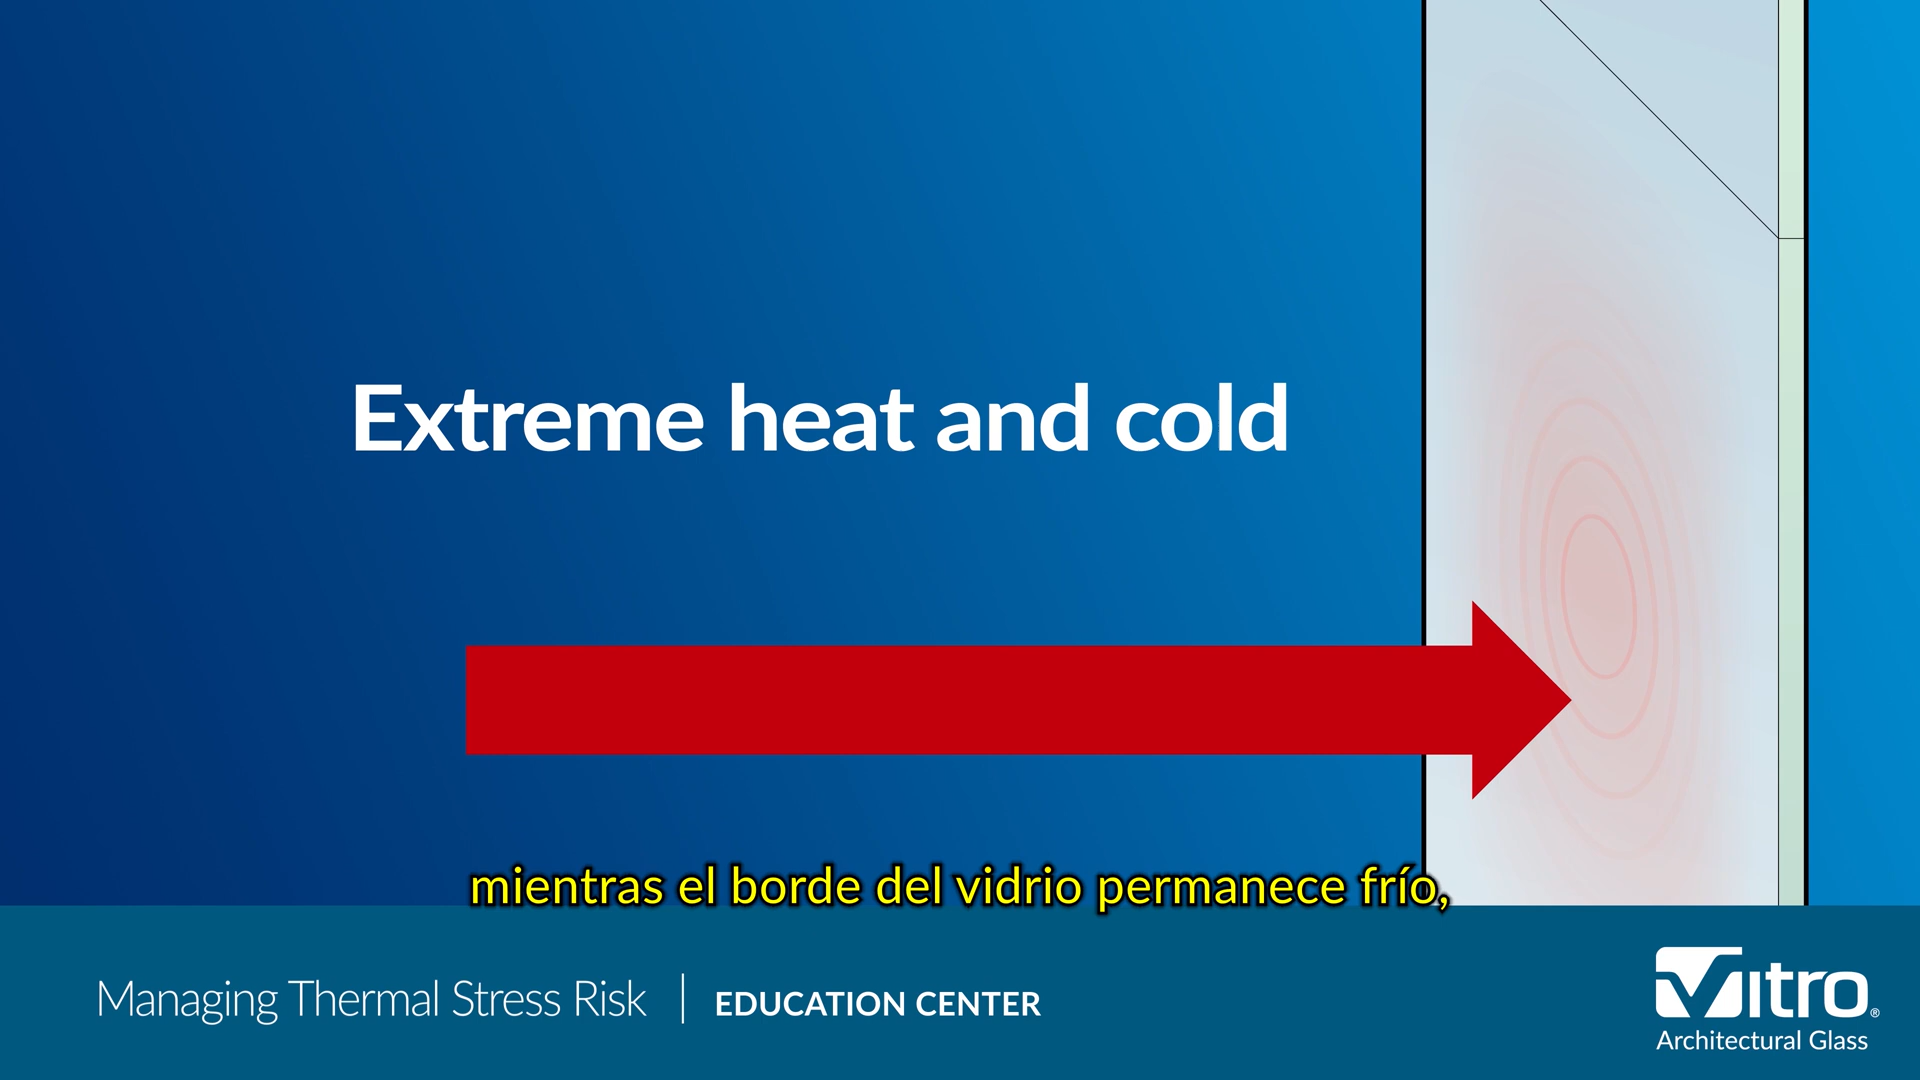 Extreme heat and cold
mientras el borde del vidrio permanece frío,
Managing Thermal Stress Risk | EDUCATION CENTER
Vitro®
Architectural Glass